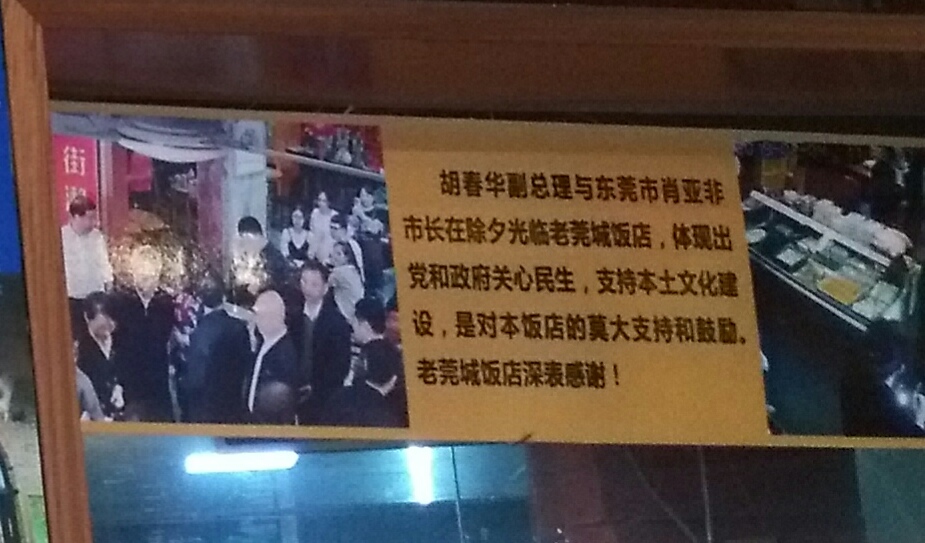 街
胡春华副总理与东莞市肖亚非
市长在除夕光临老莞城饭店，体现出
党和政府关心民生，支持本土文化建
设，是对本饭店的莫大支持和鼓励。
老莞城饭店深表感谢！